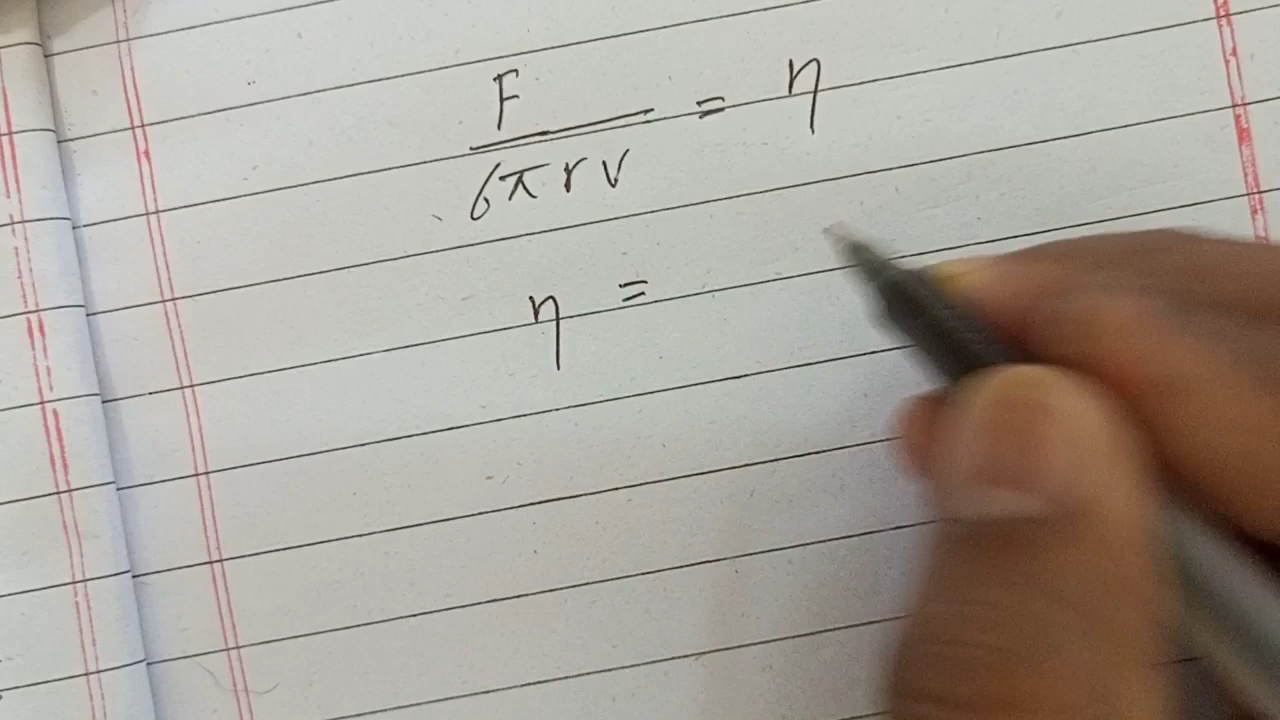 F
6πrv = η
η =